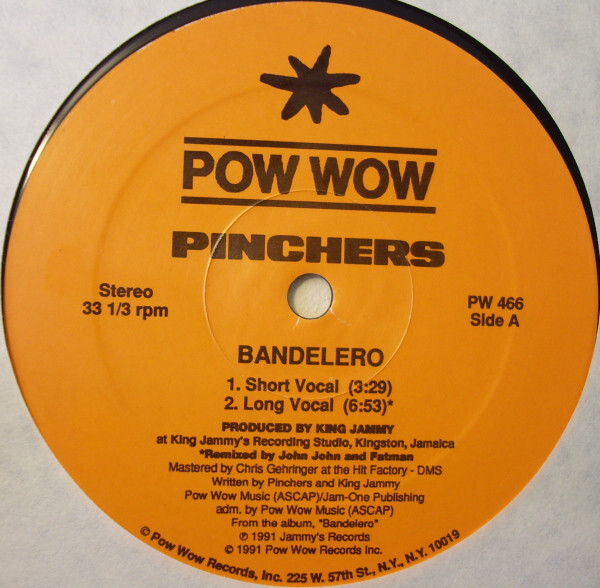 POW WOW
PINCHERS
Stereo
33 1/3 rpm
PW 466
Side A
BANDELERO
1. Short Vocal (3:29)
2. Long Vocal (6:53)*
PRODUCED BY KING JAMMY
at King Jammy's Recording Studio, Kingston, Jamaica
*Remixed by John John and Fatman
Mastered by Chris Gehringer at the Hit Factory - DMS
Written by Pinchers and King Jammy
Pow Wow Music (ASCAP)/Jam-One Publishing
adm. by Pow Wow Music (ASCAP)
From the album, "Bandelero"
℗ 1991 Jammy's Records
© 1991 Pow Wow Records Inc.
© Pow Wow Records, Inc. 225 W. 57th St., N.Y., N.Y. 10019